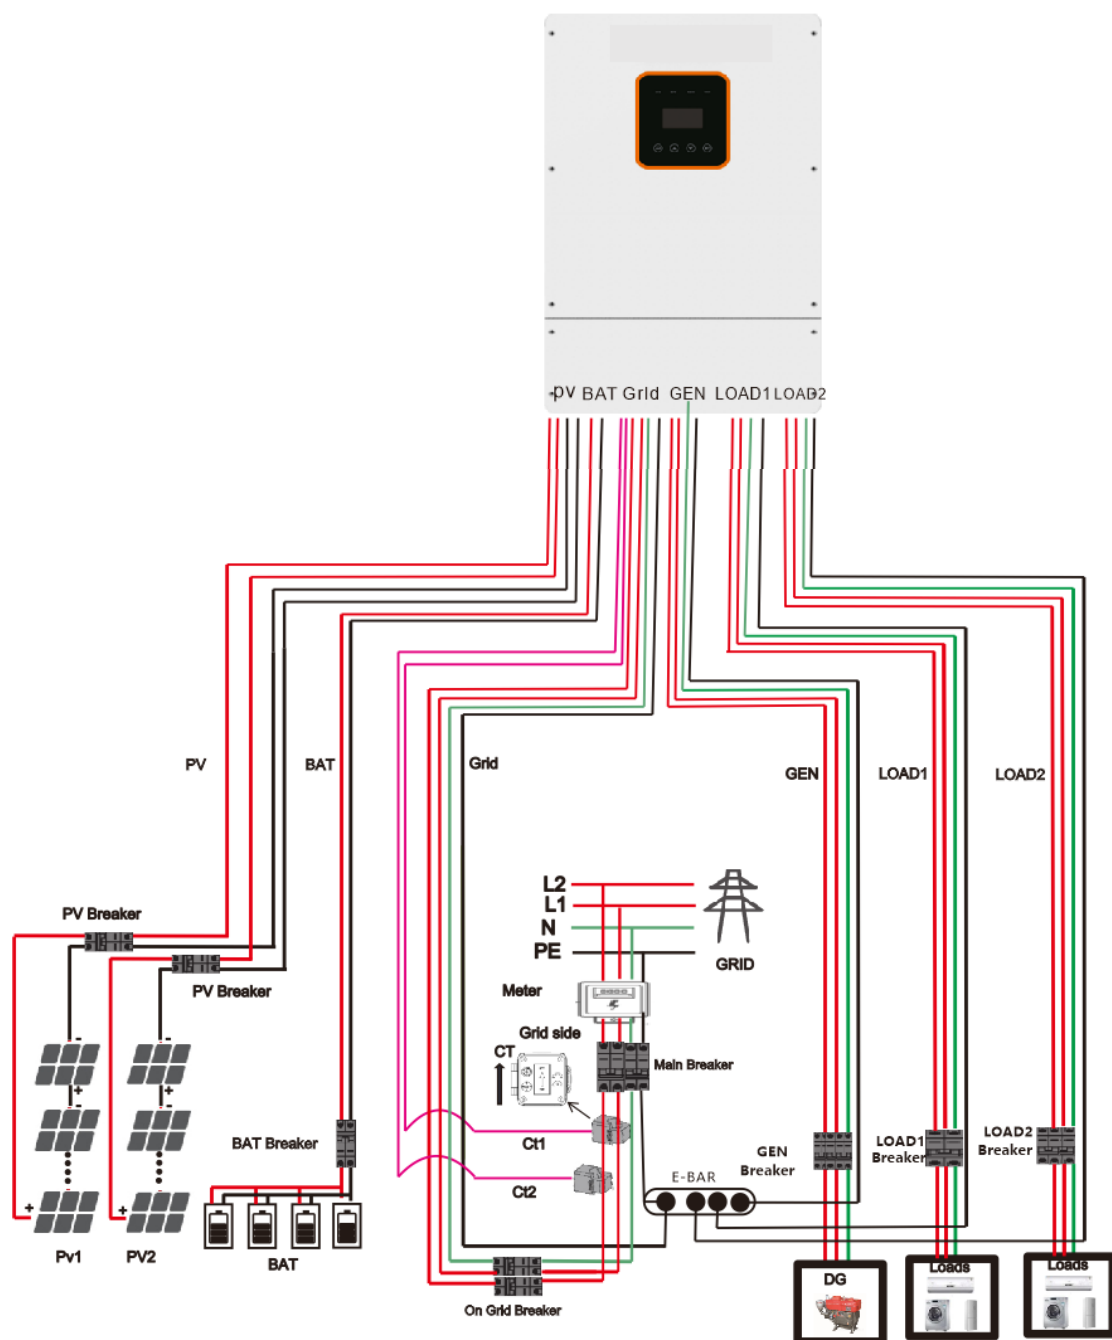 pv BAT Grid GEN LOAD1 LOAD2
PV
BAT
Grid
GEN
LOAD1
LOAD2
L2
L1
N
PE
GRID
PV Breaker
PV Breaker
Meter
Grid side
CT
Main Breaker
Ct1
Ct2
BAT Breaker
GEN
Breaker
LOAD1
Breaker
LOAD2
Breaker
E-BAR
-
-
+
+
-
-
+
+
Pv1
PV2
BAT
On Grid Breaker
DG
Loads
Loads